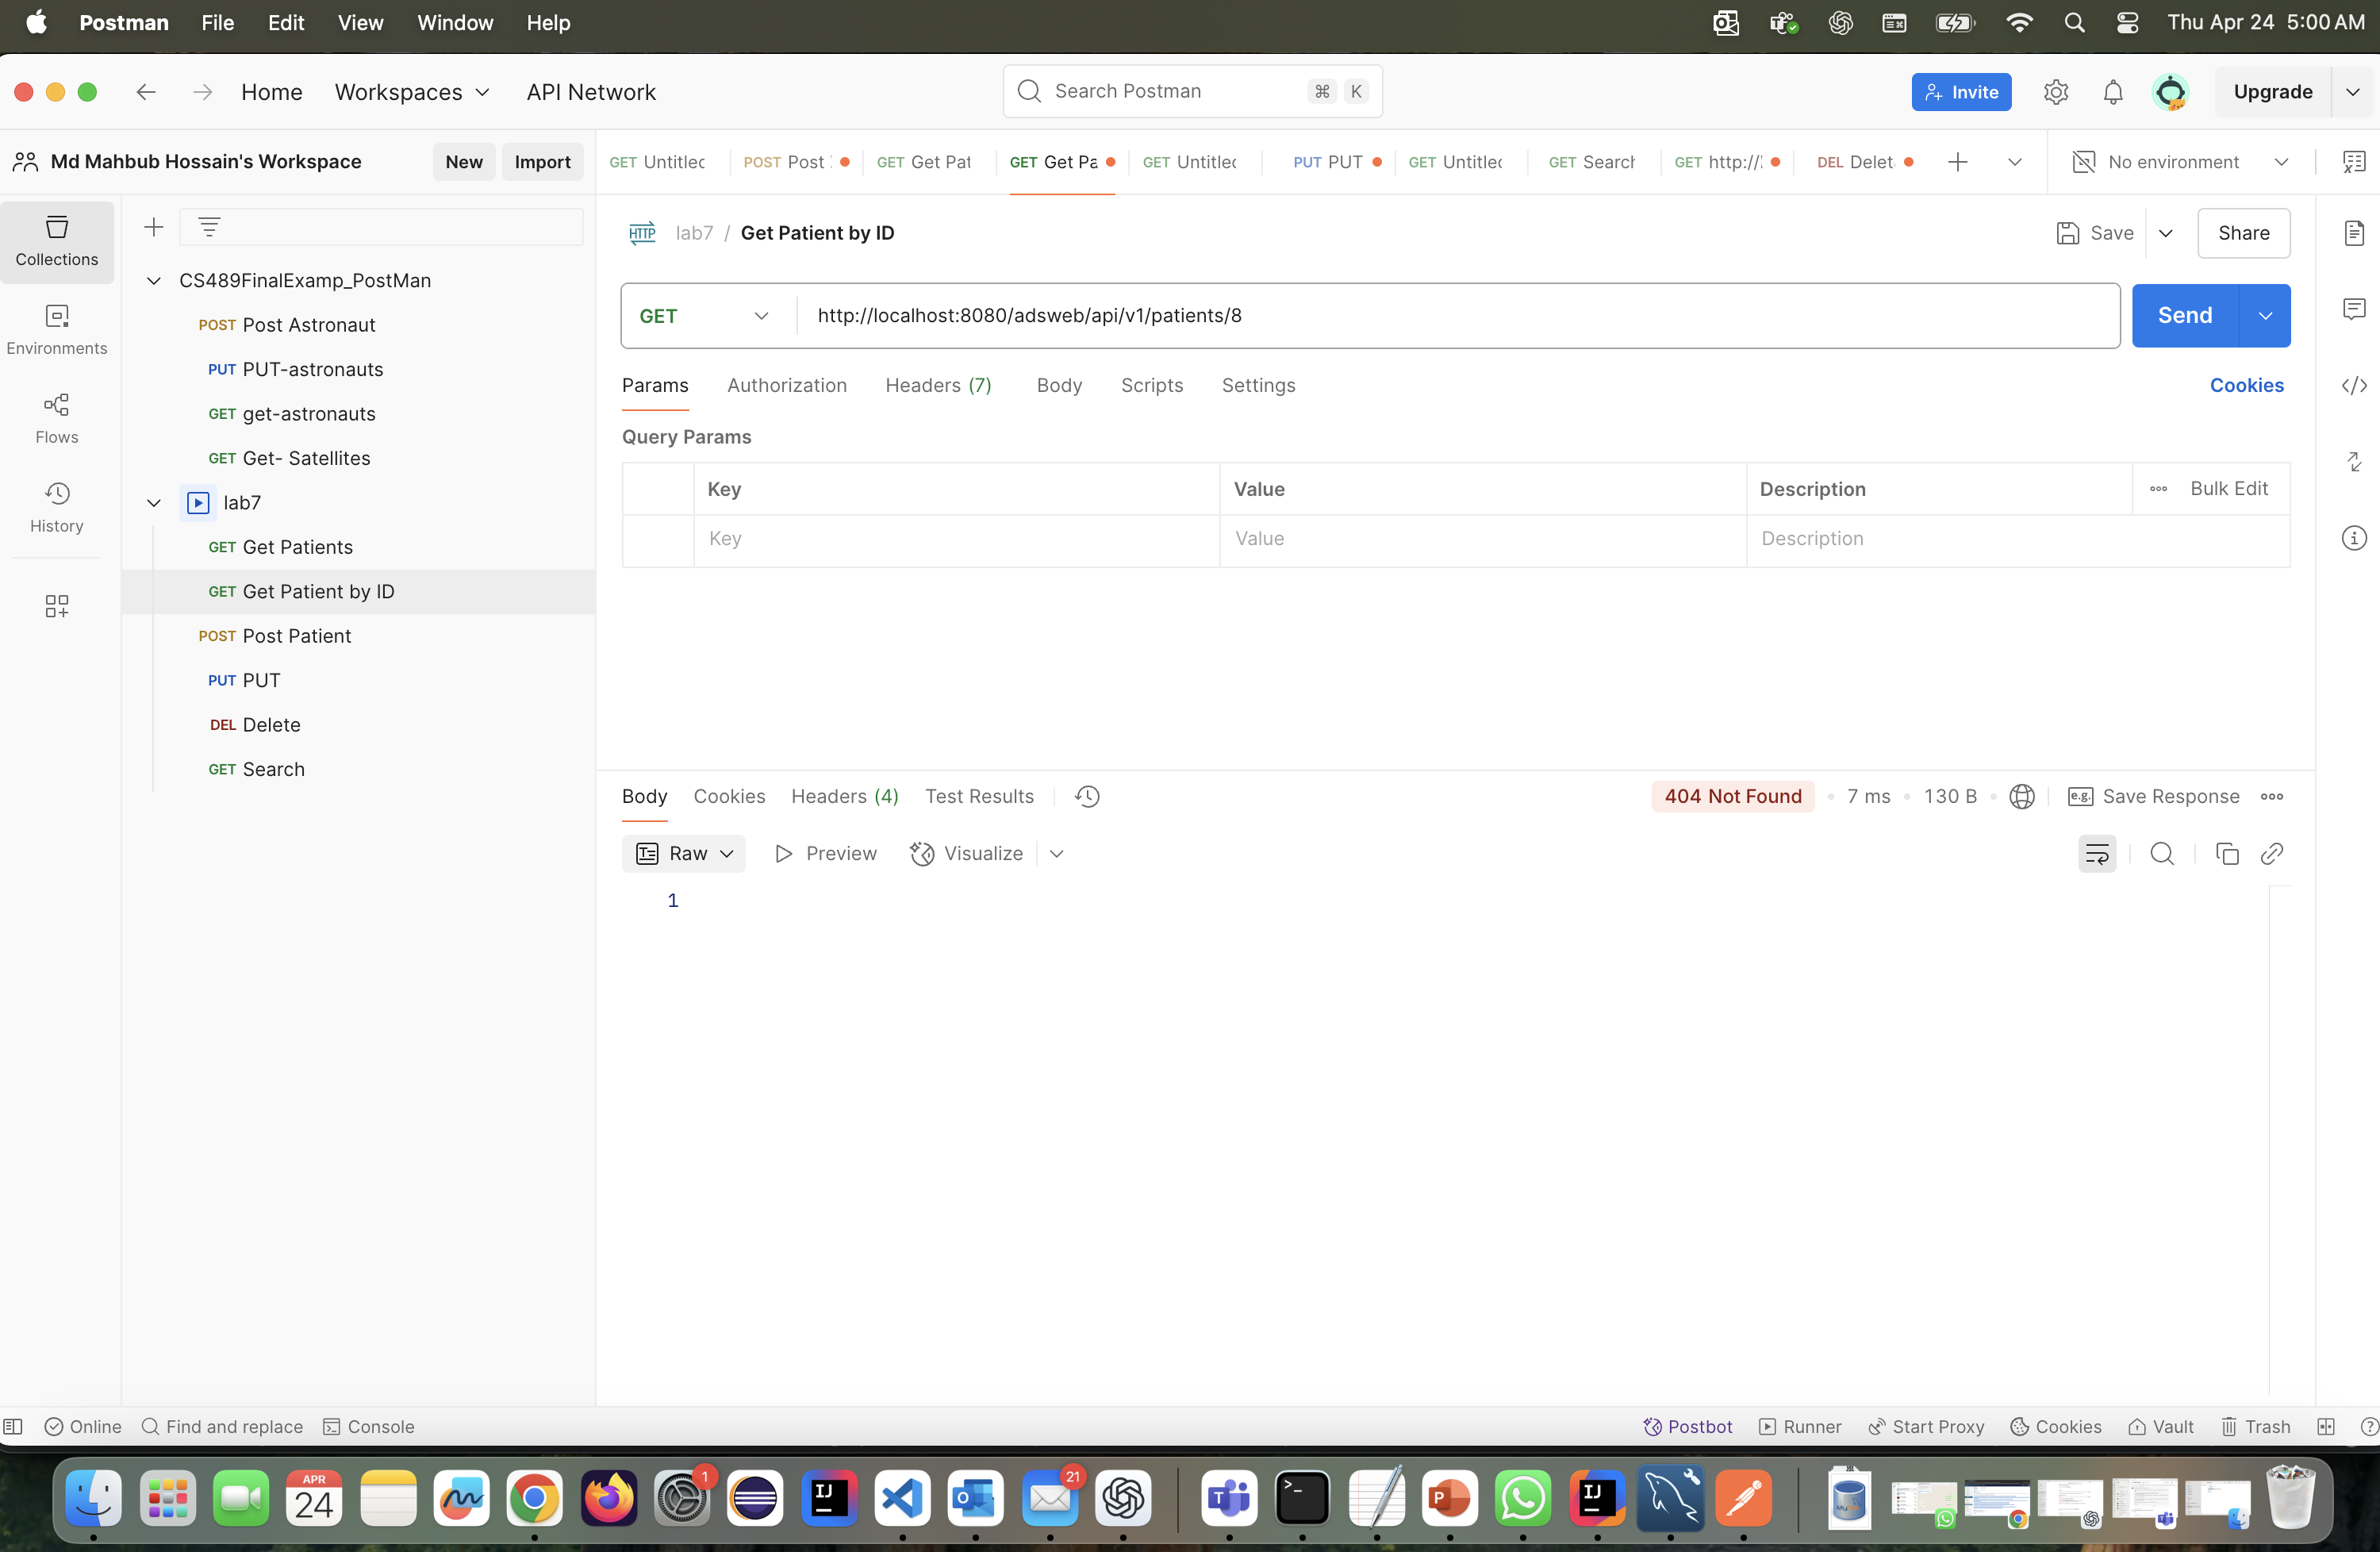 Postman File Edit View Window Help Thu Apr 24 5:00 AM
Home Workspaces API Network Search Postman ⌘ K Invite Upgrade
Md Mahbub Hossain's Workspace New Import
GET Untitlec POST Post GET Get Pat GET Get Pa GET Untitlec PUT PUT GET Untitlec GET Search GET http:// DEL Delet No environment
Collections
Environments
Flows
History
CS489FinalExamp_PostMan
POST Post Astronaut
PUT PUT-astronauts
GET get-astronauts
GET Get- Satellites
lab7
GET Get Patients
GET Get Patient by ID
POST Post Patient
PUT PUT
DEL Delete
GET Search
HTTP lab7 / Get Patient by ID Save Share
GET http://localhost:8080/adsweb/api/v1/patients/8 Send
Params Authorization Headers (7) Body Scripts Settings Cookies
Query Params
Key Value Description Bulk Edit
Key Value Description
Body Cookies Headers (4) Test Results 404 Not Found 7 ms 130 B e.g. Save Response
Raw Preview Visualize
1
Online Find and replace Console Postbot Runner Start Proxy Cookies Vault Trash
APR
24
1
21